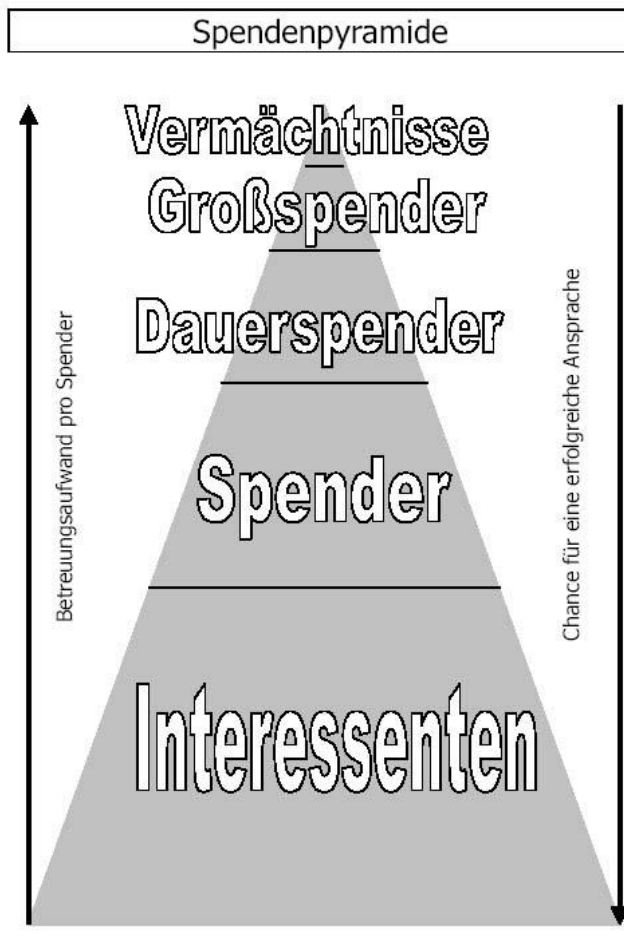 Spendenpyramide
Vermächtnisse
Großspender
Dauerspender
Spender
Interessenten
Betreuungsaufwand pro Spender
Chance für eine erfolgreiche Ansprache